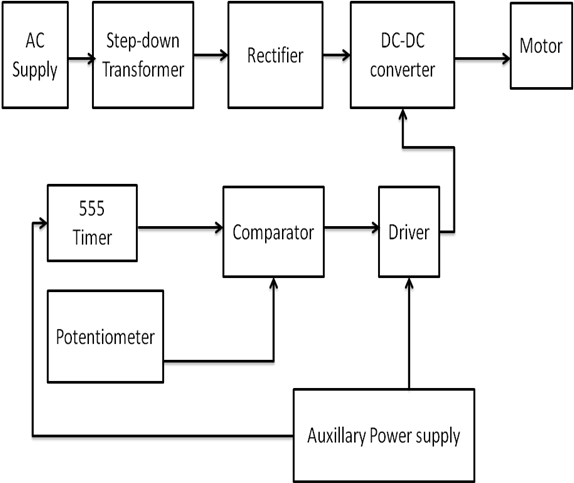 AC
Supply
Step-down
Transformer
Rectifier
DC-DC
converter
Motor
555
Timer
Comparator
Driver
Potentiometer
Auxillary Power supply